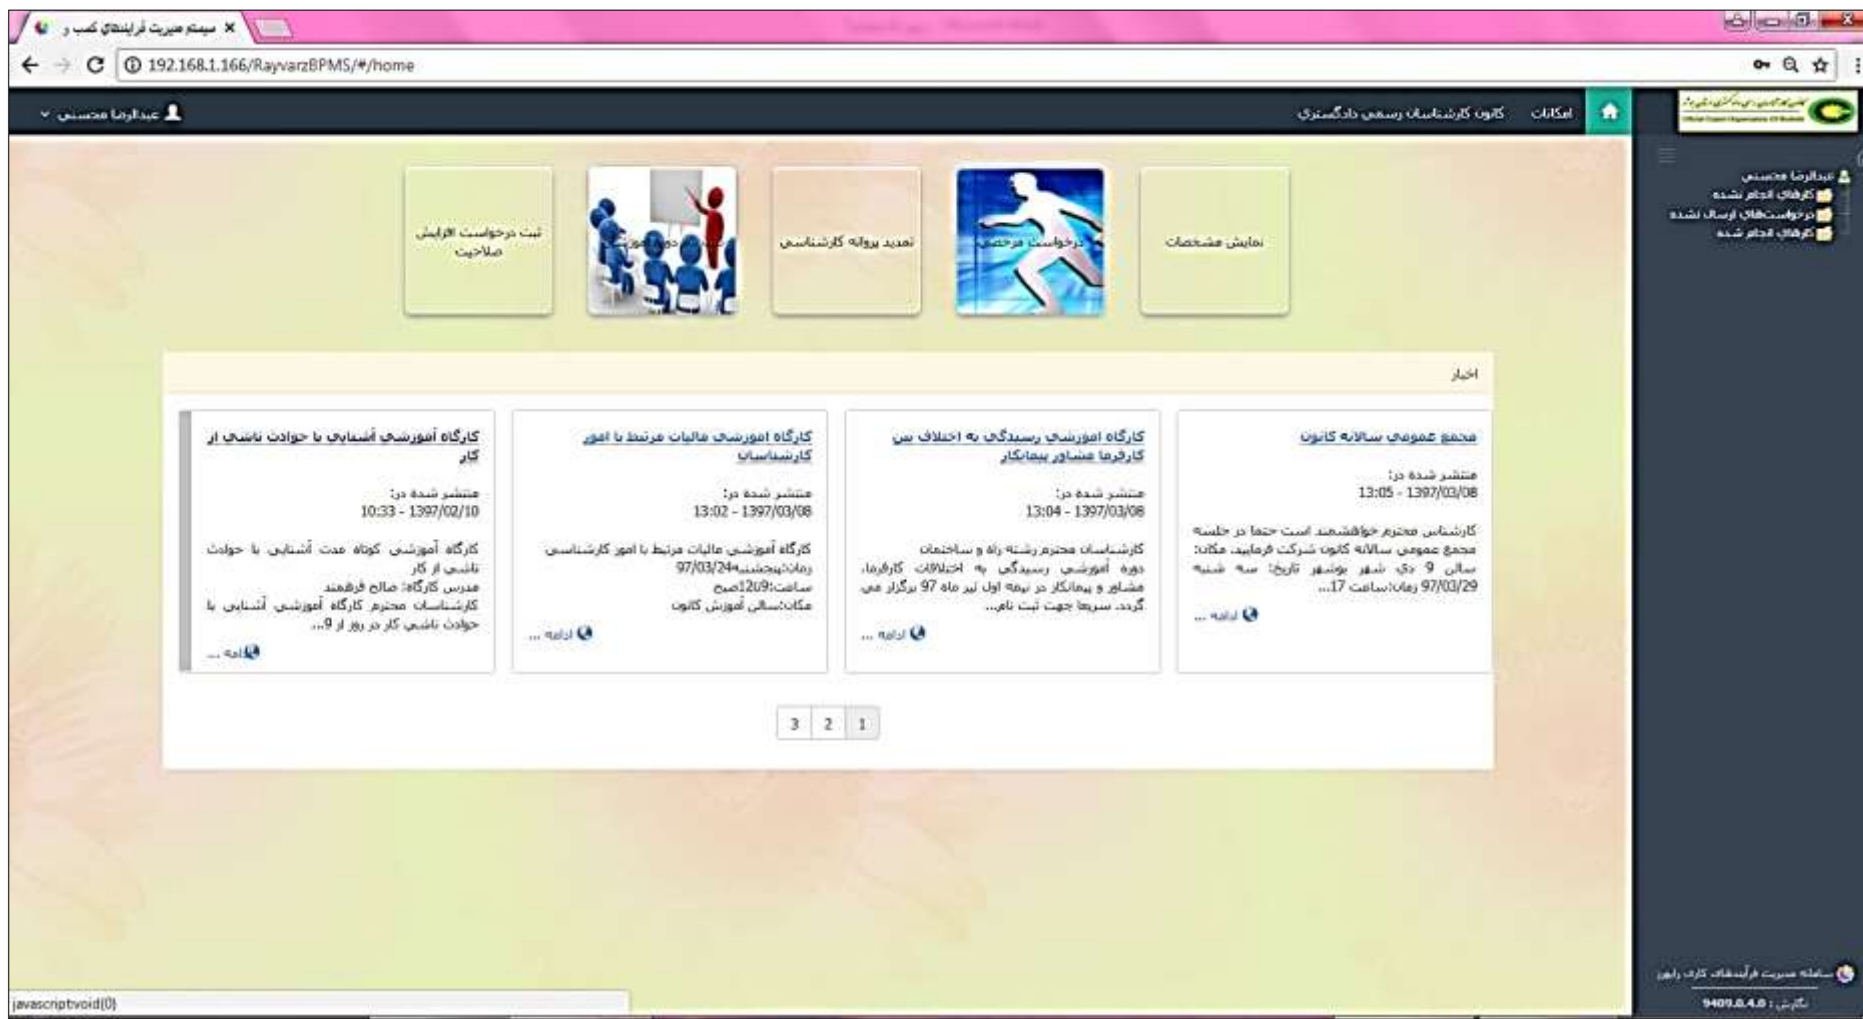 سیستم مدیریت فرایندهای کسب و
192.168.1.166/RayvarzBPMS/#/home
امکانات
کانون کارشناسان رسمی دادگستری
عبدالرضا محسنی
عبدالرضا محسنی
کارهای انجام نشده
درخواست‌های ارسال نشده
کارهای انجام شده
نمایش مشخصات
درخواست مرخصی
تمدید پروانه کارشناسی
دوره آموزشی
ثبت درخواست افزایش
صلاحیت
اخبار
مجمع عمومی سالانه کانون
منتشر شده در:
1397/03/08 - 13:05
کارشناس محترم خواهشمند است حتما در جلسه
مجمع عمومی سالانه کانون شرکت فرمایید. مکان:
سالن 9 دی شهر بوشهر تاریخ: سه شنبه
97/03/29 زمان:ساعت 17...
ادامه ...
کارگاه اموزشی رسیدگی به اختلاف بین
کارفرما مشاور پیمانکار
منتشر شده در:
1397/03/08 - 13:04
کارشناسان محترم رشته راه و ساختمان
دوره آموزشی رسیدگی به اختلافات کارفرما،
مشاور و پیمانکار در نیمه اول تیر ماه 97 برگزار می
گردد. سریعا جهت ثبت نام...
ادامه ...
کارگاه اموزشی مالیات مرتبط با امور
کارشناسان
منتشر شده در:
1397/03/08 - 13:02
کارگاه آموزشی مالیات مرتبط با امور کارشناسی
زمان:پنجشنبه97/03/24
ساعت:9تا12صبح
مکان:سالن آموزش کانون
ادامه ...
کارگاه آموزشی آشنایی با حوادث ناشی از
کار
منتشر شده در:
1397/02/10 - 10:33
کارگاه آموزشی کوتاه مدت آشنایی با حوادث
ناشی از کار
مدرس کارگاه: صالح فرهمند
کارشناسان محترم کارگاه آموزشی آشنایی با
حوادث ناشی کار در روز از 9...
ادامه ...
1 2 3
سامانه مدیریت فرآیندهای کاری رایورز
نگارش : 9409.0.4.0
javascript:void(0)